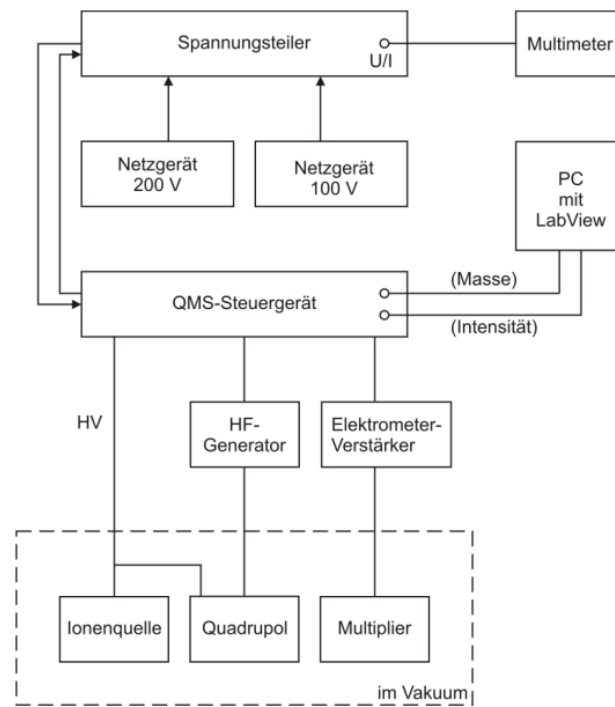 Spannungsteiler
U/I
Multimeter
Netzgerät
200 V
Netzgerät
100 V
PC
mit
LabView
QMS-Steuergerät
(Masse)
(Intensität)
HV
HF-
Generator
Elektrometer-
Verstärker
Ionenquelle
Quadrupol
Multiplier
im Vakuum